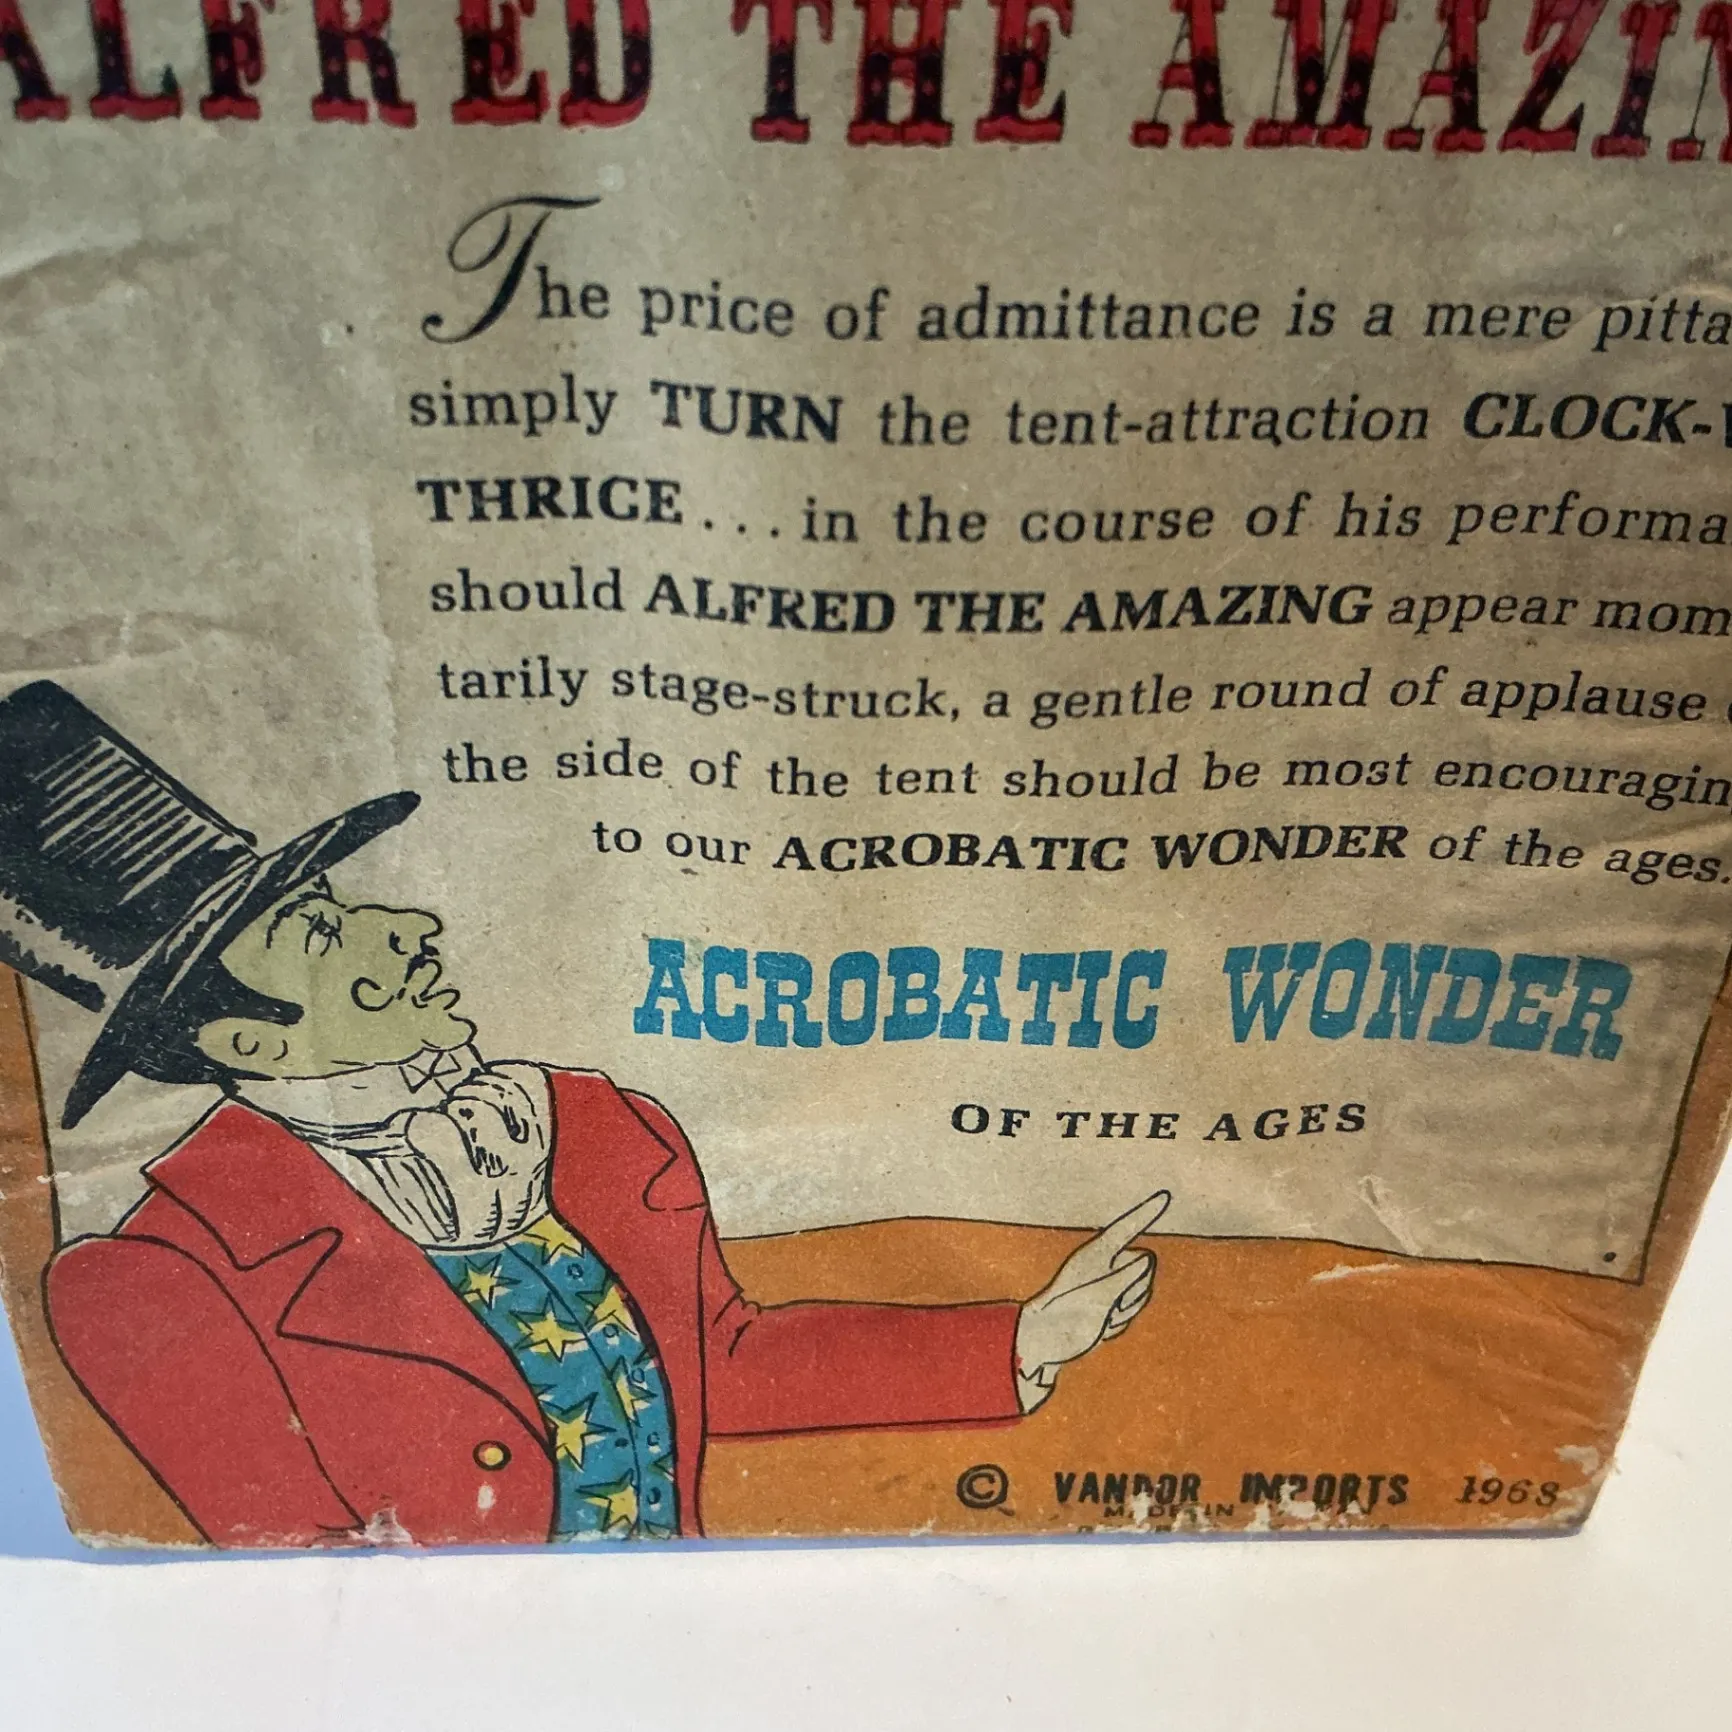 ALFRED THE AMAZIN
The price of admittance is a mere pitta
simply TURN the tent-attraction CLOCK-
THRICE... in the course of his performa
should ALFRED THE AMAZING appear mom
tarily stage-struck, a gentle round of applause
the side of the tent should be most encouragin
to our ACROBATIC WONDER of the ages.
ACROBATIC WONDER
OF THE AGES
© VANDOR IMPORTS 1968